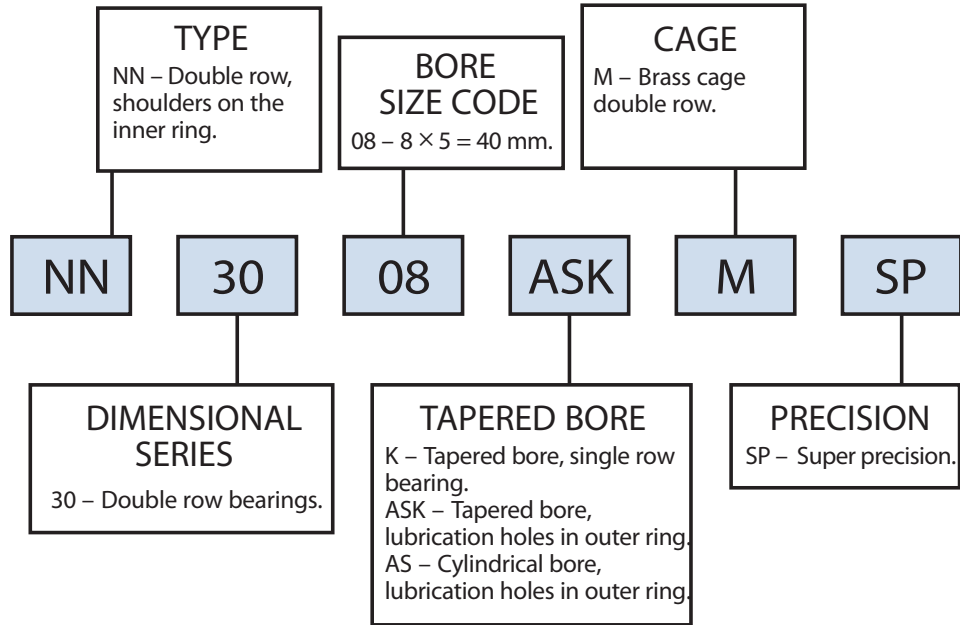 TYPE
NN – Double row,
shoulders on the
inner ring.
BORE
SIZE CODE
08 – 8 × 5 = 40 mm.
CAGE
M – Brass cage
double row.
NN
30
08
ASK
M
SP
DIMENSIONAL
SERIES
30 – Double row bearings.
TAPERED BORE
K – Tapered bore, single row
bearing.
ASK – Tapered bore,
lubrication holes in outer ring.
AS – Cylindrical bore,
lubrication holes in outer ring.
PRECISION
SP – Super precision.